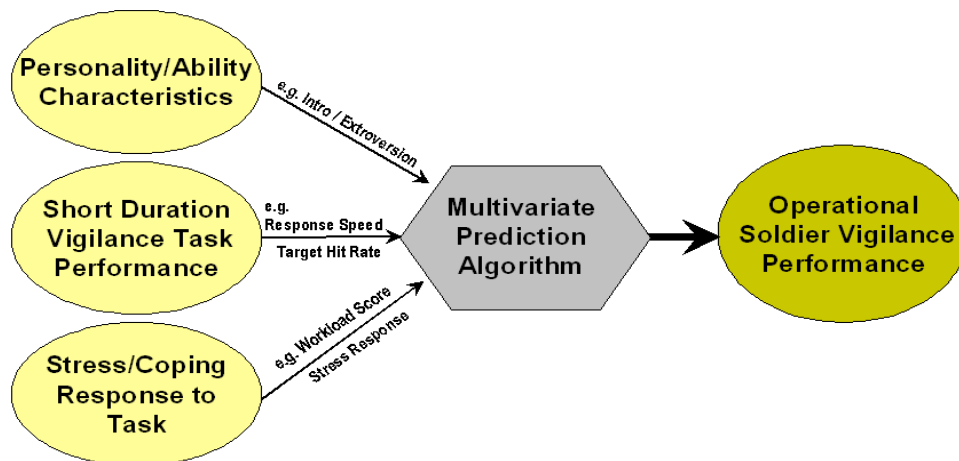 Personality/Ability
Characteristics
e.g. Intro / Extroversion
Short Duration
Vigilance Task
Performance
e.g.
Response Speed
Target Hit Rate
Stress/Coping
Response to
Task
e.g. Workload Score
Stress Response
Multivariate
Prediction
Algorithm
Operational
Soldier Vigilance
Performance